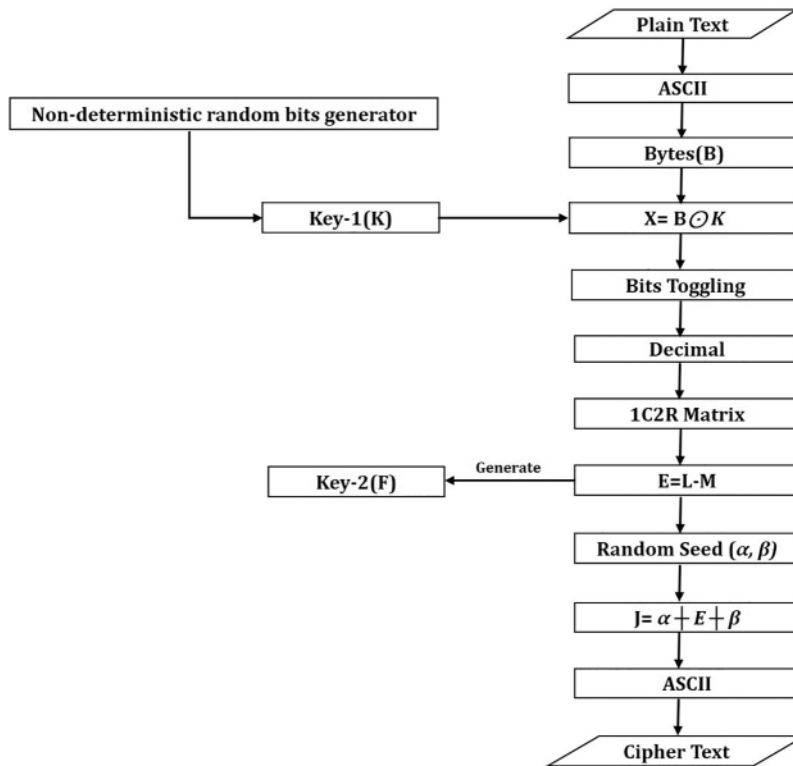 Plain Text
ASCII
Non-deterministic random bits generator
Bytes(B)
Key-1(K)
X= B⊙K
Bits Toggling
Decimal
1C2R Matrix
Generate
Key-2(F)
E=L-M
Random Seed (α, β)
J= α + E + β
ASCII
Cipher Text